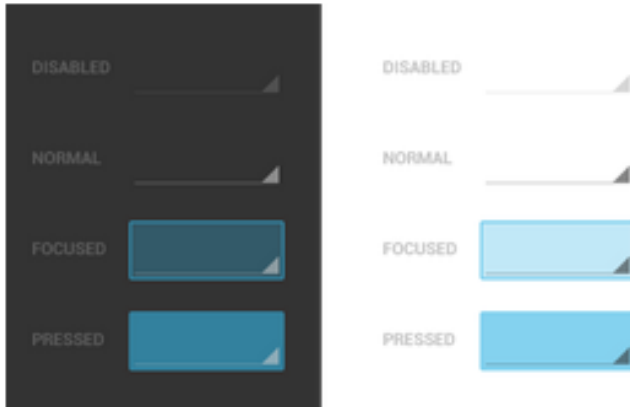 DISABLED
NORMAL
FOCUSED
PRESSED
DISABLED
NORMAL
FOCUSED
PRESSED